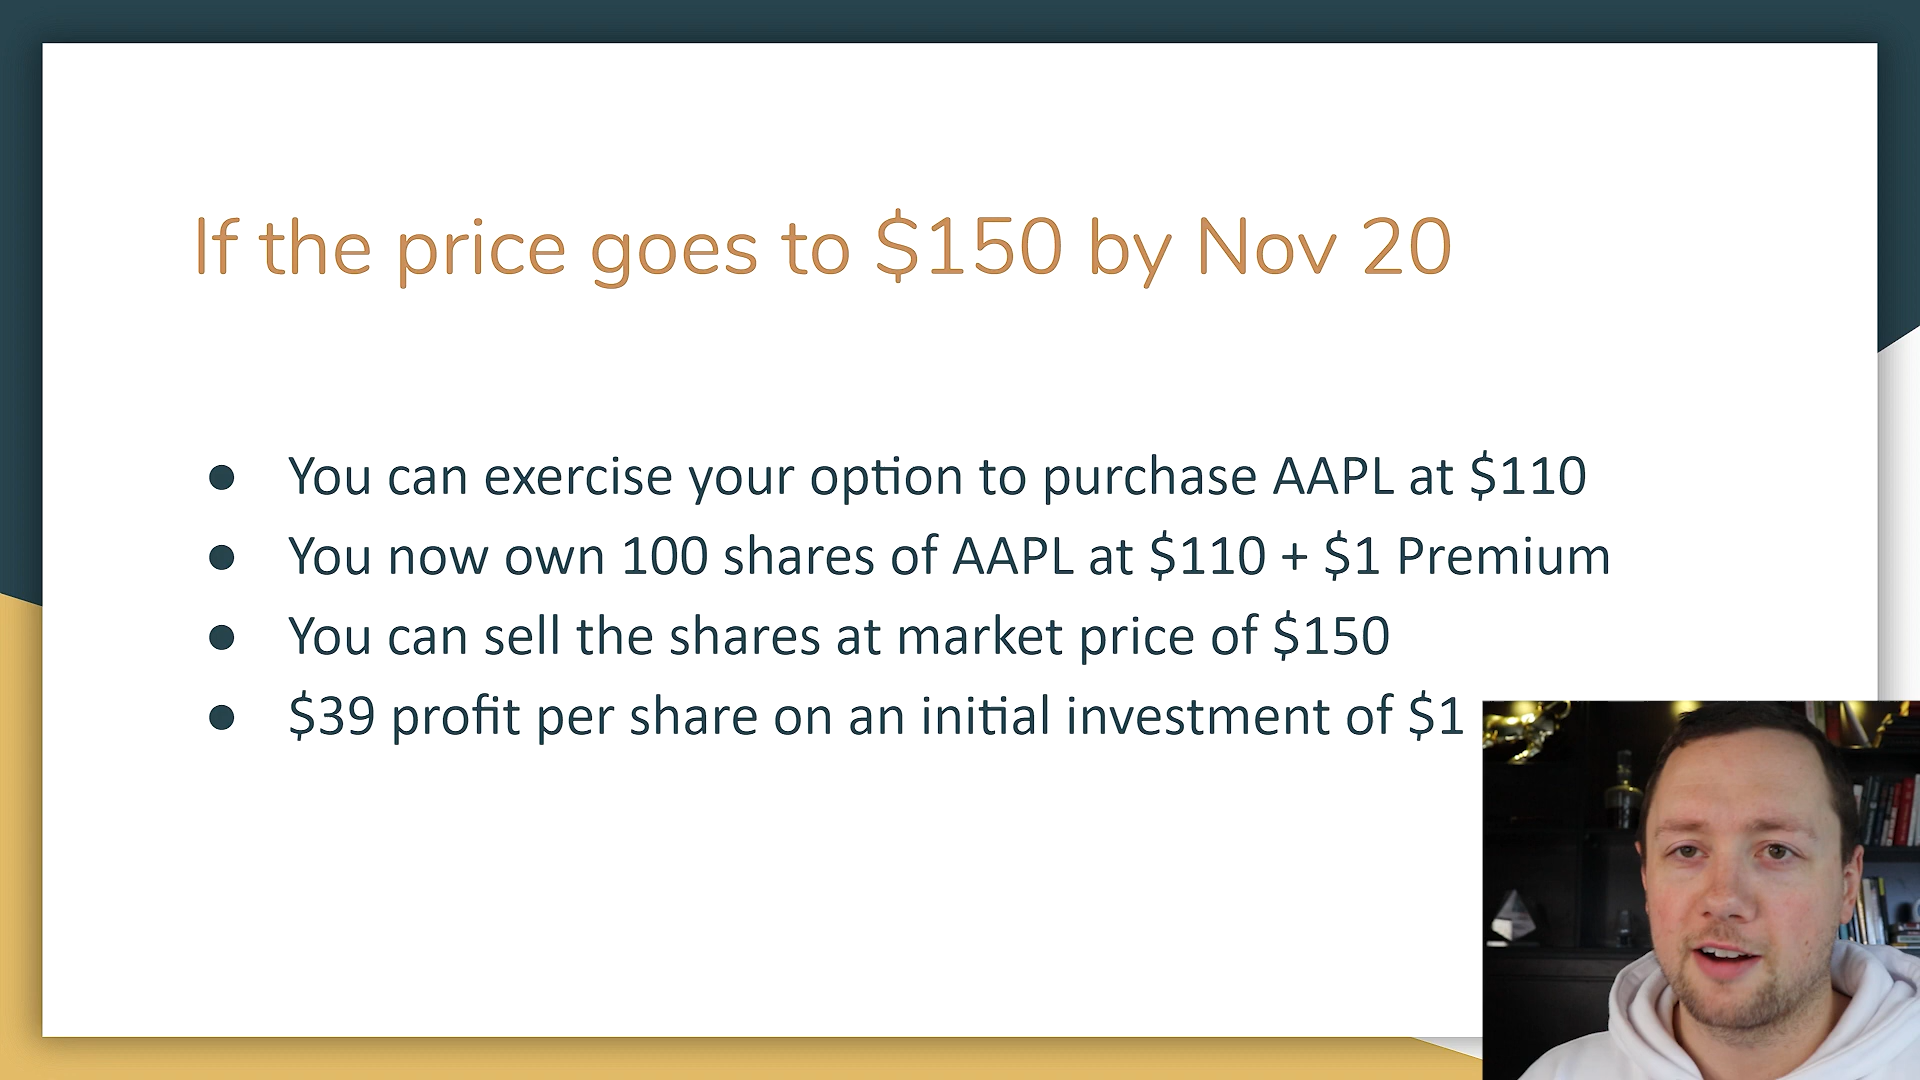 If the price goes to $150 by Nov 20
● You can exercise your option to purchase AAPL at $110
● You now own 100 shares of AAPL at $110 + $1 Premium
● You can sell the shares at market price of $150
● $39 profit per share on an initial investment of $1